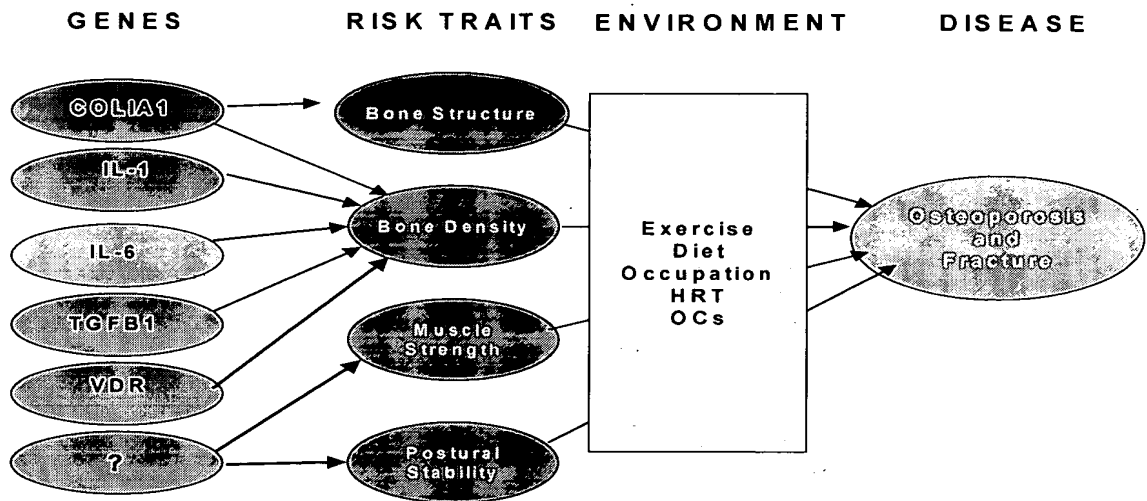 GENES
RISK TRAITS
ENVIRONMENT
DISEASE
COLIA1
IL-1
IL-6
TGFB1
VDR
?
Bone Structure
Bone Density
Muscle
Strength
Postural
Stability
Exercise
Diet
Occupation
HRT
OCs
Osteoporosis
and
Fracture